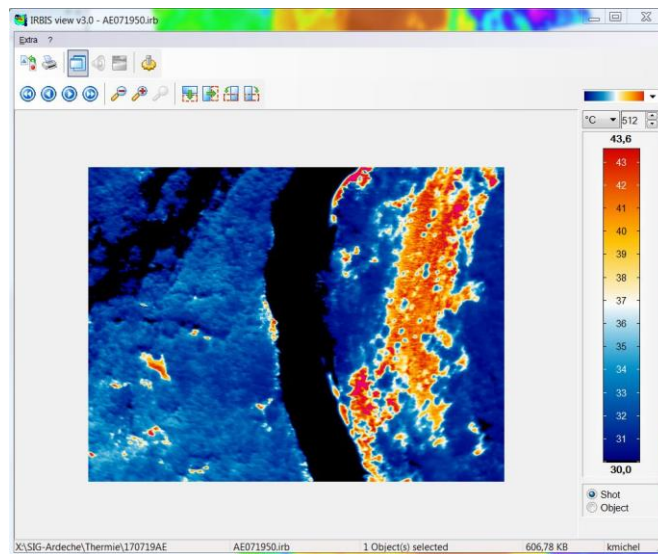 IRBIS view v3.0 - AE071950.irb
Extra ?
°C 512
43,6
43
42
41
40
39
38
37
36
35
34
33
32
31
30,0
Shot
Object
X:\SIG-Ardeche\Thermie\170719AE AE071950.irb 1 Object(s) selected 606,78 KB kmichel